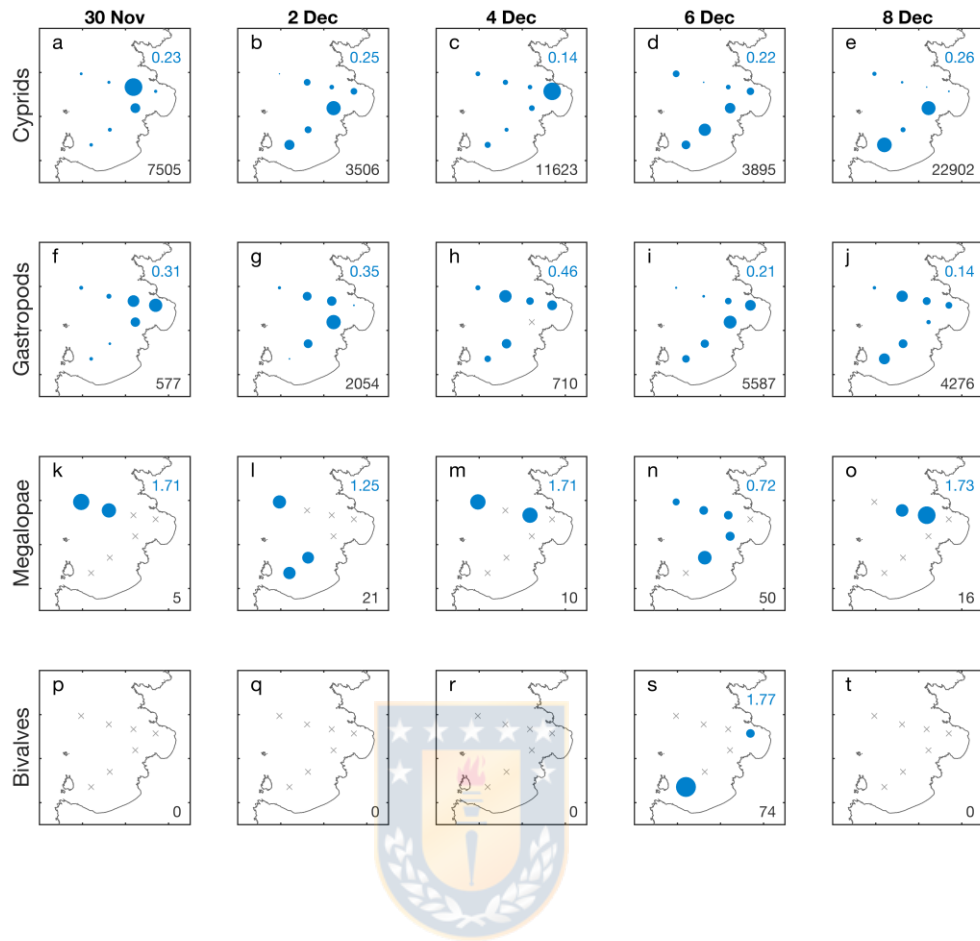 30 Nov 2 Dec 4 Dec 6 Dec 8 Dec
Cyprids
a 0.23 7505
b 0.25 3506
c 0.14 11623
d 0.22 3895
e 0.26 22902
Gastropods
f 0.31 577
g 0.35 2054
h 0.46 710
i 0.21 5587
j 0.14 4276
Megalopae
k 1.71 5
l 1.25 21
m 1.71 10
n 0.72 50
o 1.73 16
Bivalves
p 0
q 0
r 0
s 1.77 74
t 0